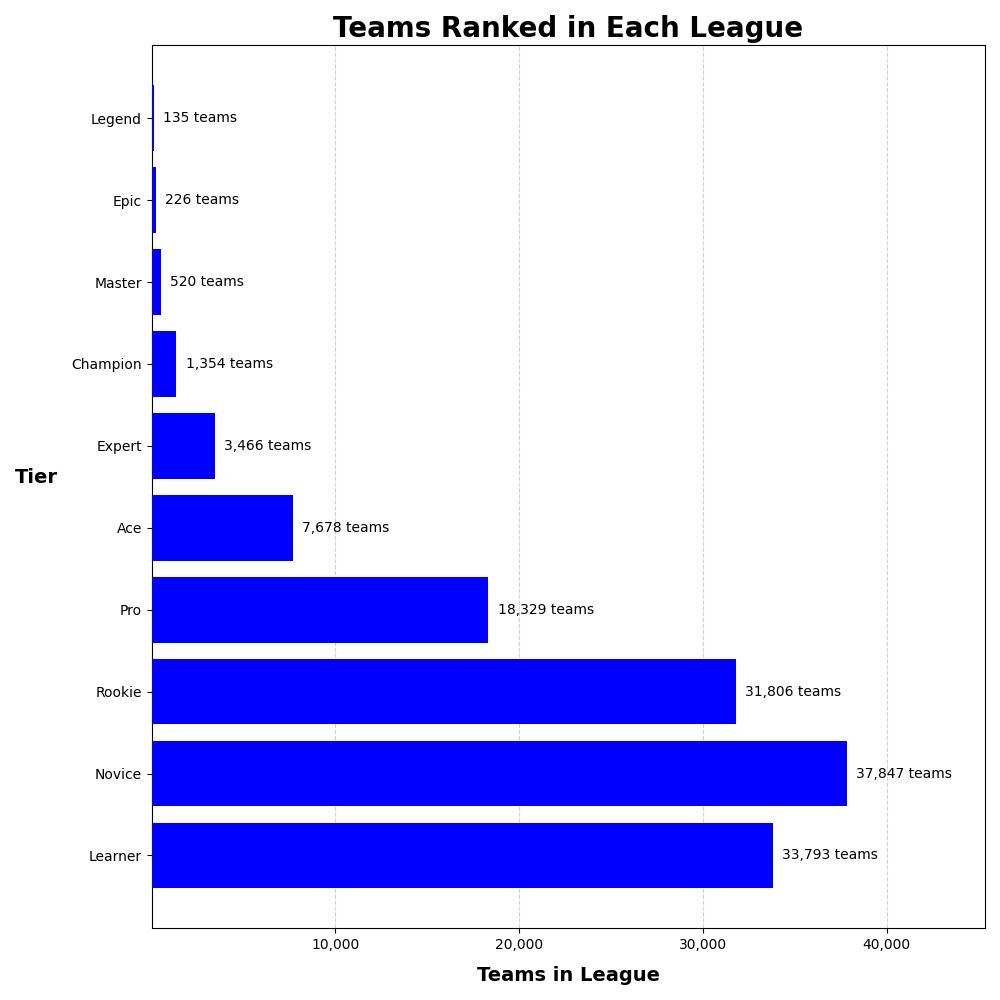 Teams Ranked in Each League
Legend 135 teams
Epic 226 teams
Master 520 teams
Champion 1,354 teams
Expert 3,466 teams
Tier
Ace 7,678 teams
Pro 18,329 teams
Rookie 31,806 teams
Novice 37,847 teams
Learner 33,793 teams
10,000 20,000 30,000 40,000
Teams in League